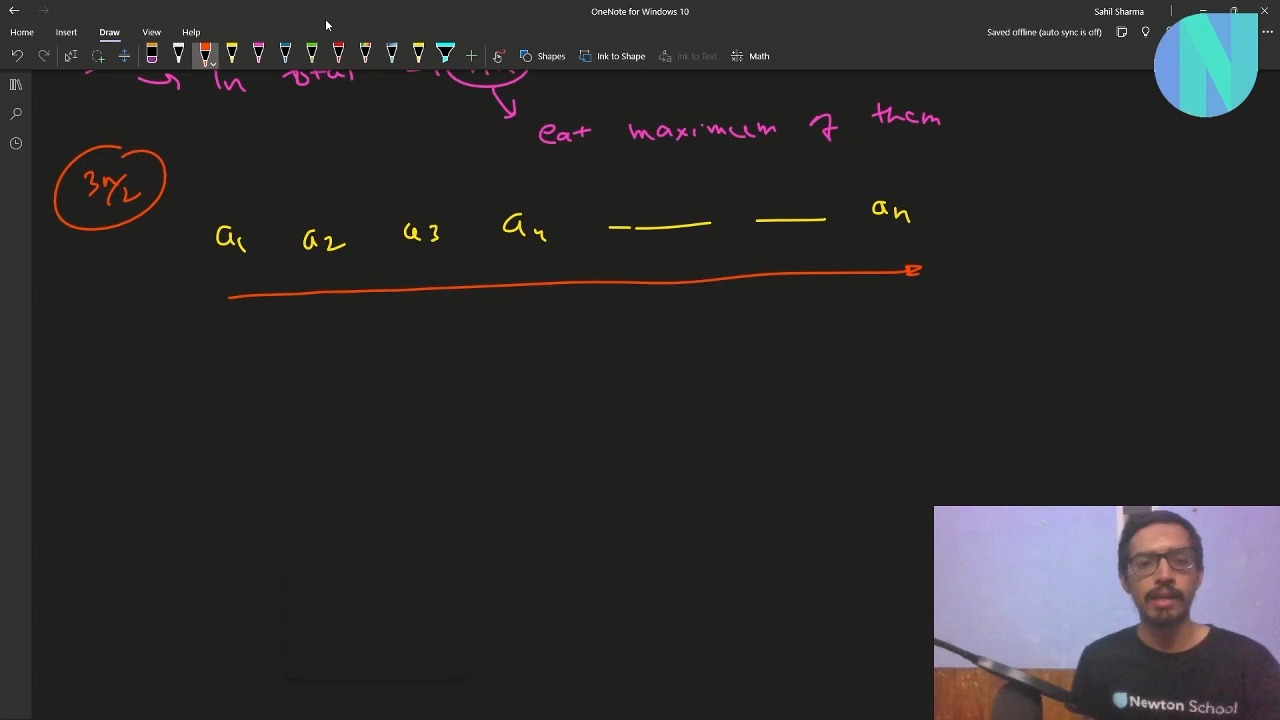 OneNote for Windows 10
Sahil Sharma
Home Insert Draw View Help
Saved offline (auto sync is off)
Shapes Ink to Shape Ink to Text Math
In total
eat maximum of them
3n/2
a1 a2 a3 a4 an
Newton School